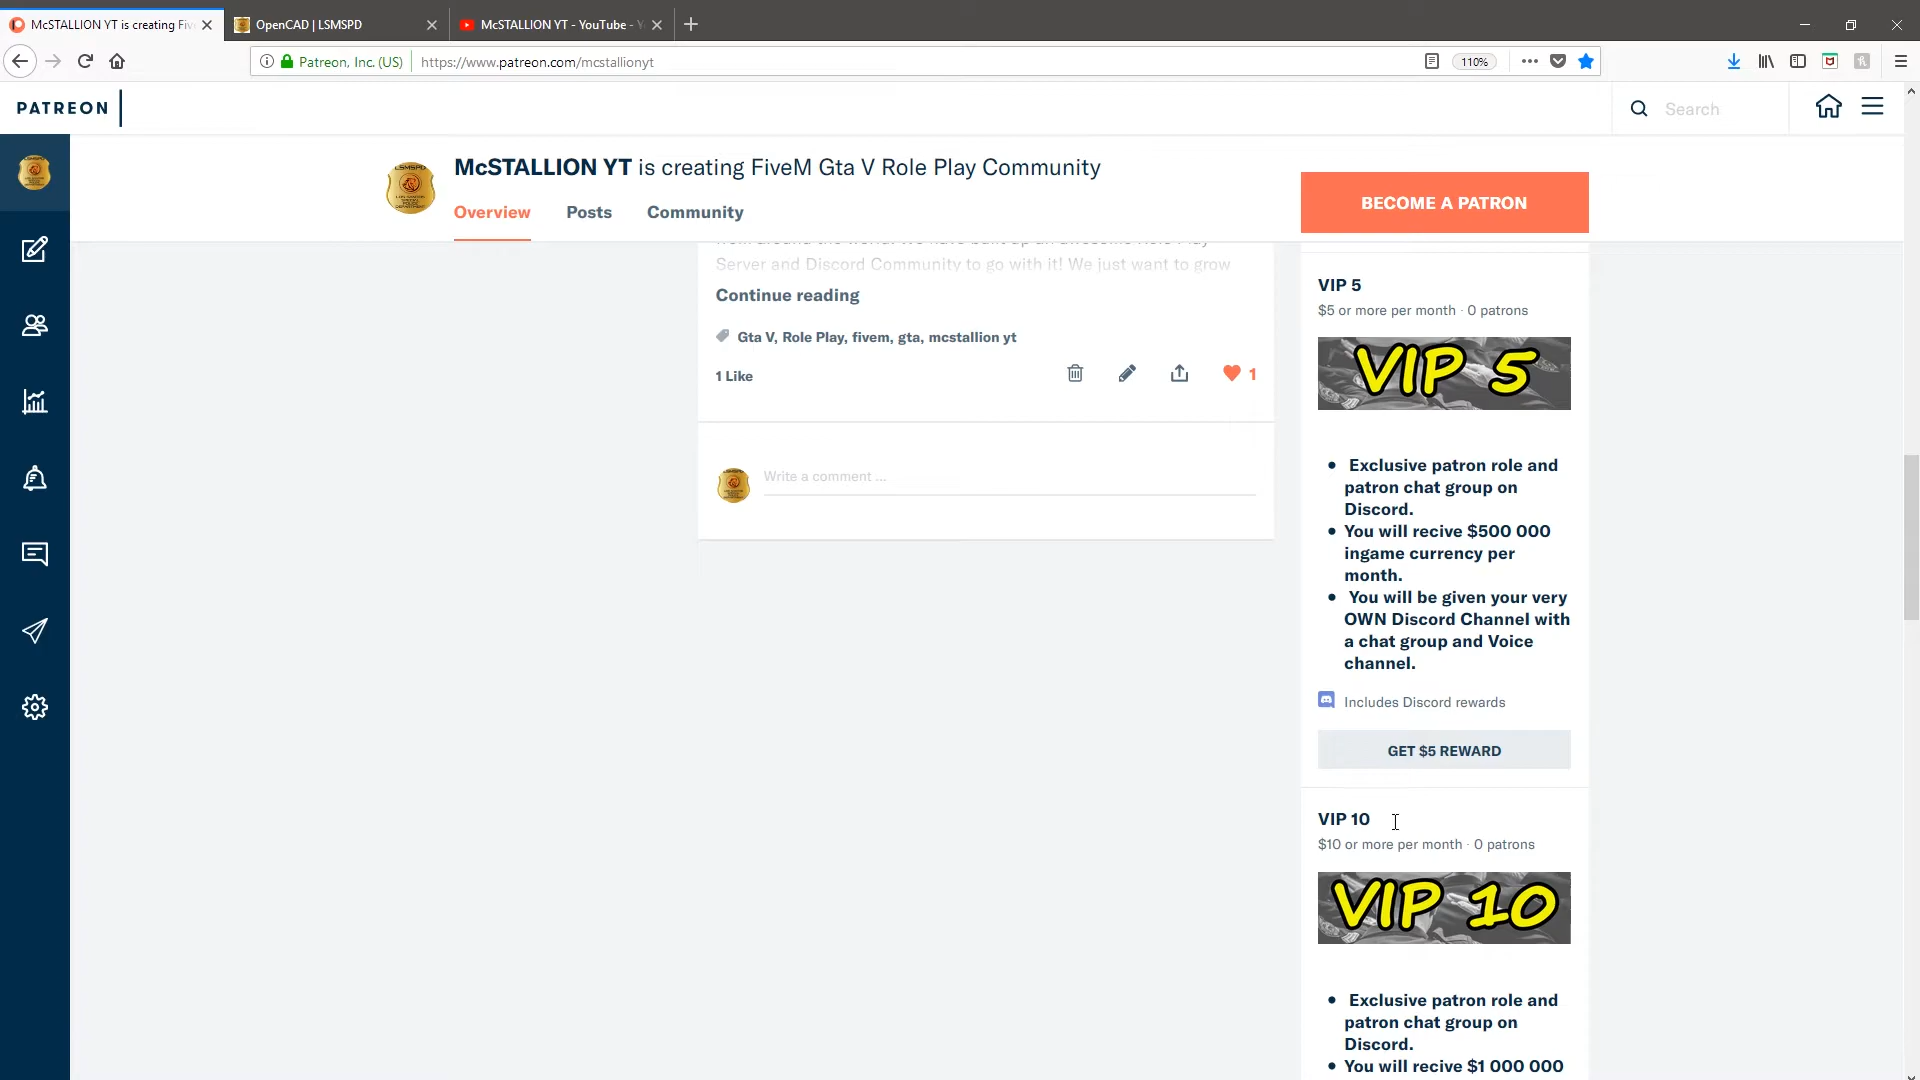 McSTALLION YT is creating Fiv
OpenCAD | LSMSPD
McSTALLION YT - YouTube - Y
Patreon, Inc. (US)
https://www.patreon.com/mcstallionyt
110%
PATREON
Search
McSTALLION YT is creating FiveM Gta V Role Play Community
Overview
Posts
Community
BECOME A PATRON
Server and Discord Community to go with it! We just want to grow
Continue reading
Gta V, Role Play, fivem, gta, mcstallion yt
1 Like
1
Write a comment ...
VIP 5
$5 or more per month · 0 patrons
VIP 5
Exclusive patron role and
patron chat group on
Discord.
You will recive $500 000
ingame currency per
month.
You will be given your very
OWN Discord Channel with
a chat group and Voice
channel.
Includes Discord rewards
GET $5 REWARD
VIP 10
$10 or more per month · 0 patrons
VIP 10
Exclusive patron role and
patron chat group on
Discord.
You will recive $1 000 000